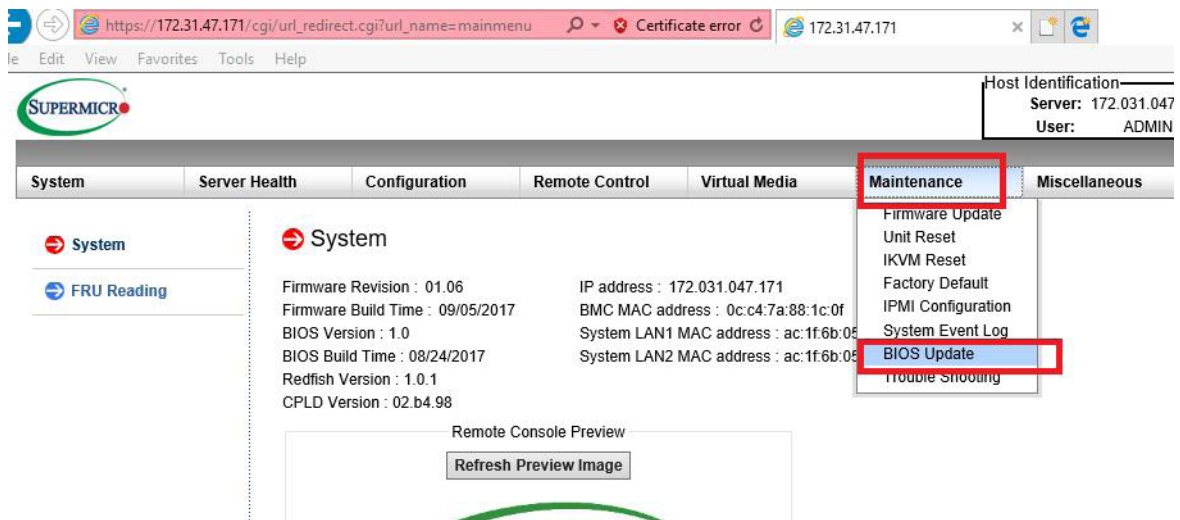 https://172.31.47.171/cgi/url_redirect.cgi?url_name=mainmenu
Certificate error
172.31.47.171
Edit View Favorites Tools Help
SUPERMICR
Host Identification
Server: 172.031.047
User: ADMIN
System Server Health Configuration Remote Control Virtual Media Maintenance Miscellaneous
Firmware Update
Unit Reset
IKVM Reset
Factory Default
IPMI Configuration
System Event Log
BIOS Update
Trouble Shooting
System
FRU Reading
System
Firmware Revision : 01.06
Firmware Build Time : 09/05/2017
BIOS Version : 1.0
BIOS Build Time : 08/24/2017
Redfish Version : 1.0.1
CPLD Version : 02.b4.98
IP address : 172.031.047.171
BMC MAC address : 0c:c4:7a:88:1c:0f
System LAN1 MAC address : ac:1f:6b:05
System LAN2 MAC address : ac:1f:6b:05
Remote Console Preview
Refresh Preview Image